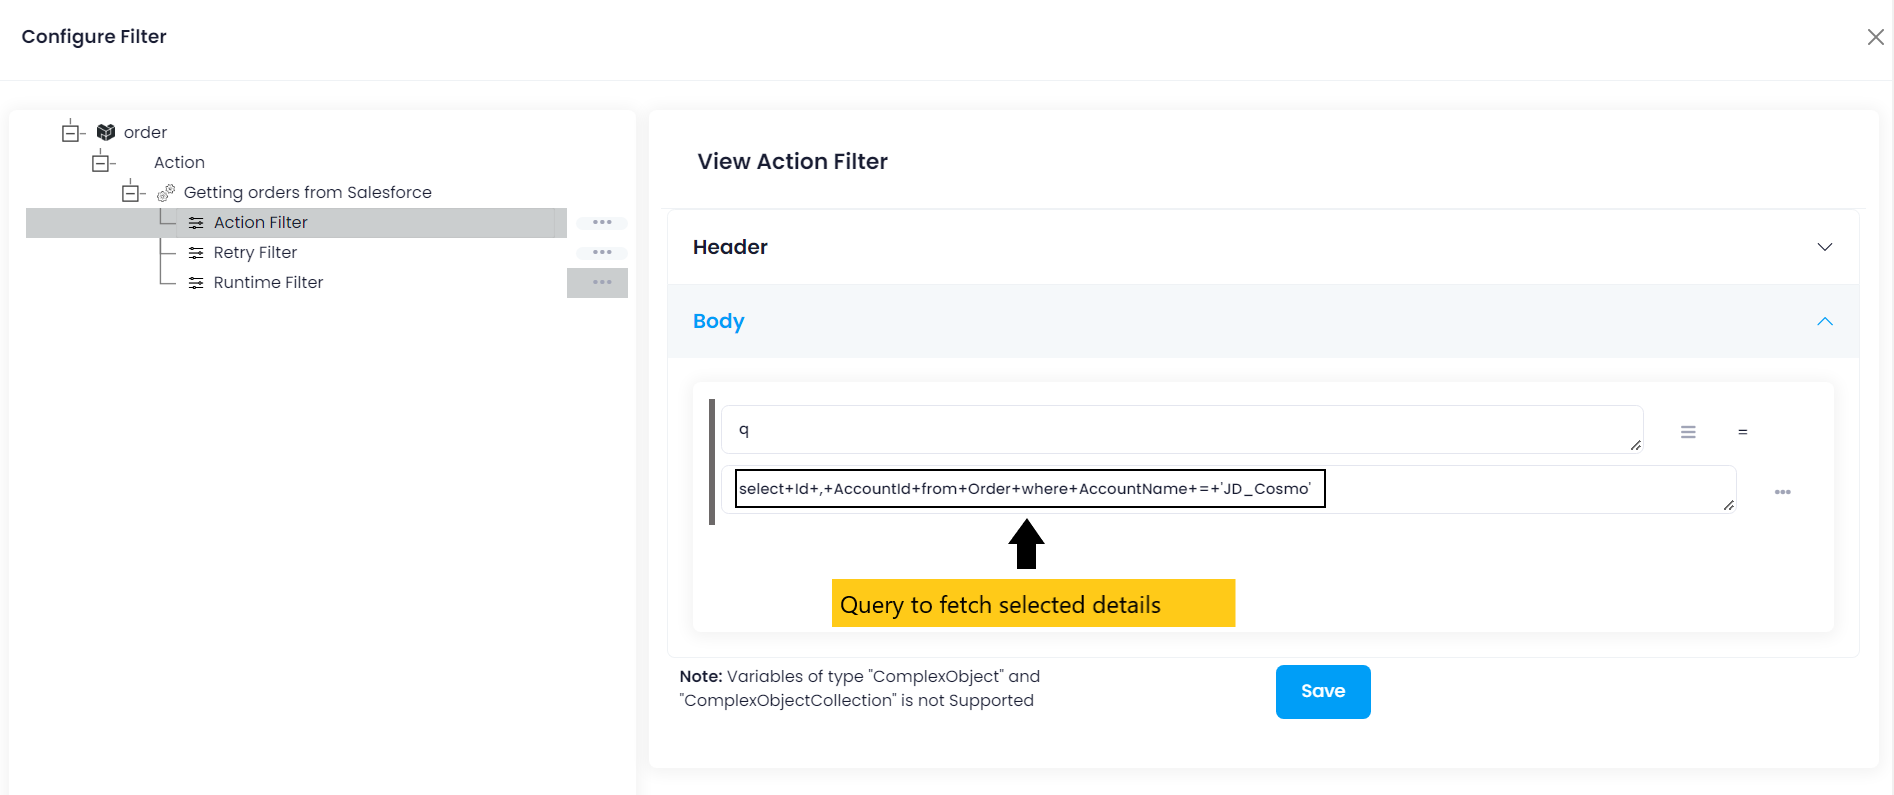 Configure Filter
order
Action
Getting orders from Salesforce
Action Filter
Retry Filter
Runtime Filter
View Action Filter
Header
Body
q
=
select+Id+,+AccountId+from+Order+where+AccountName+=+'JD_Cosmo'
Query to fetch selected details
Note: Variables of type "ComplexObject" and
"ComplexObjectCollection" is not Supported
Save